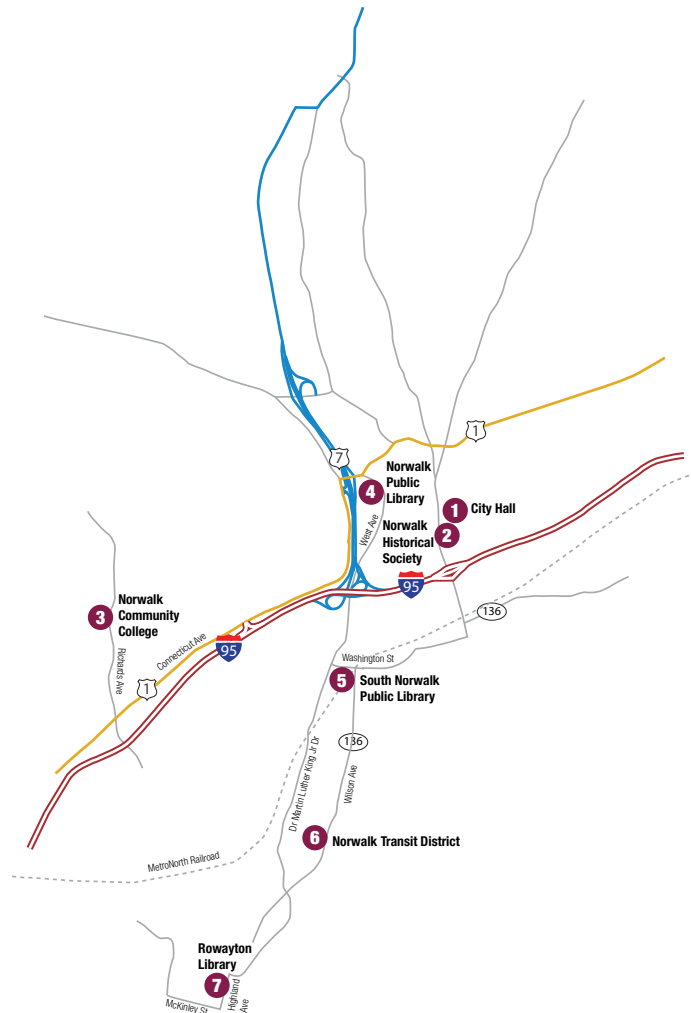 1
7
Norwalk
Public
Library
4
1
City Hall
West Ave
Norwalk
Historical
Society
2
95
136
Norwalk
Community
College
3
Connecticut Ave
95
Richards Ave
1
Washington St
5
South Norwalk
Public Library
136
Dr Martin Luther King Jr Dr
Wilson Ave
6
Norwalk Transit District
MetroNorth Railroad
Rowayton
Library
7
Highland
Ave
McKinley St